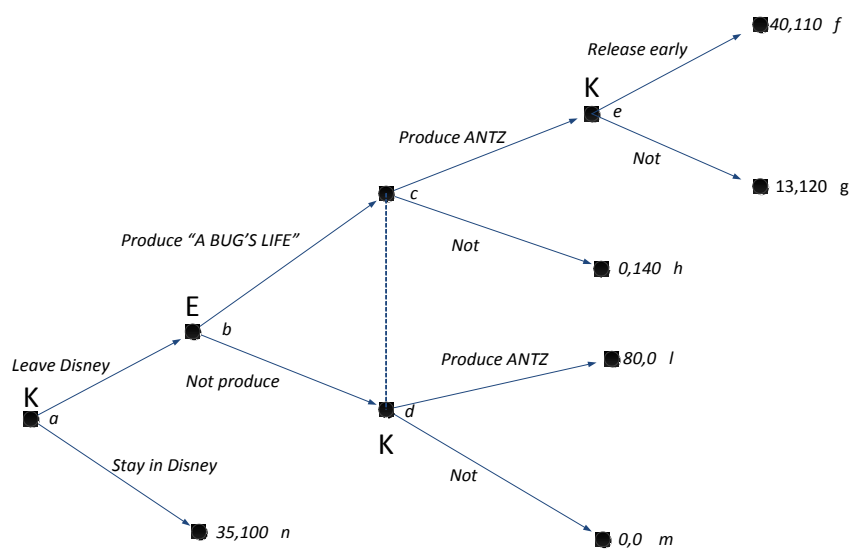 40,110 f
Release early
K
e
Produce ANTZ
Not
13,120 g
c
Produce “A BUG’S LIFE”
Not
0,140 h
E
b
Produce ANTZ
80,0 l
Leave Disney
Not produce
K
a
d
K
Stay in Disney
Not
35,100 n
0,0 m